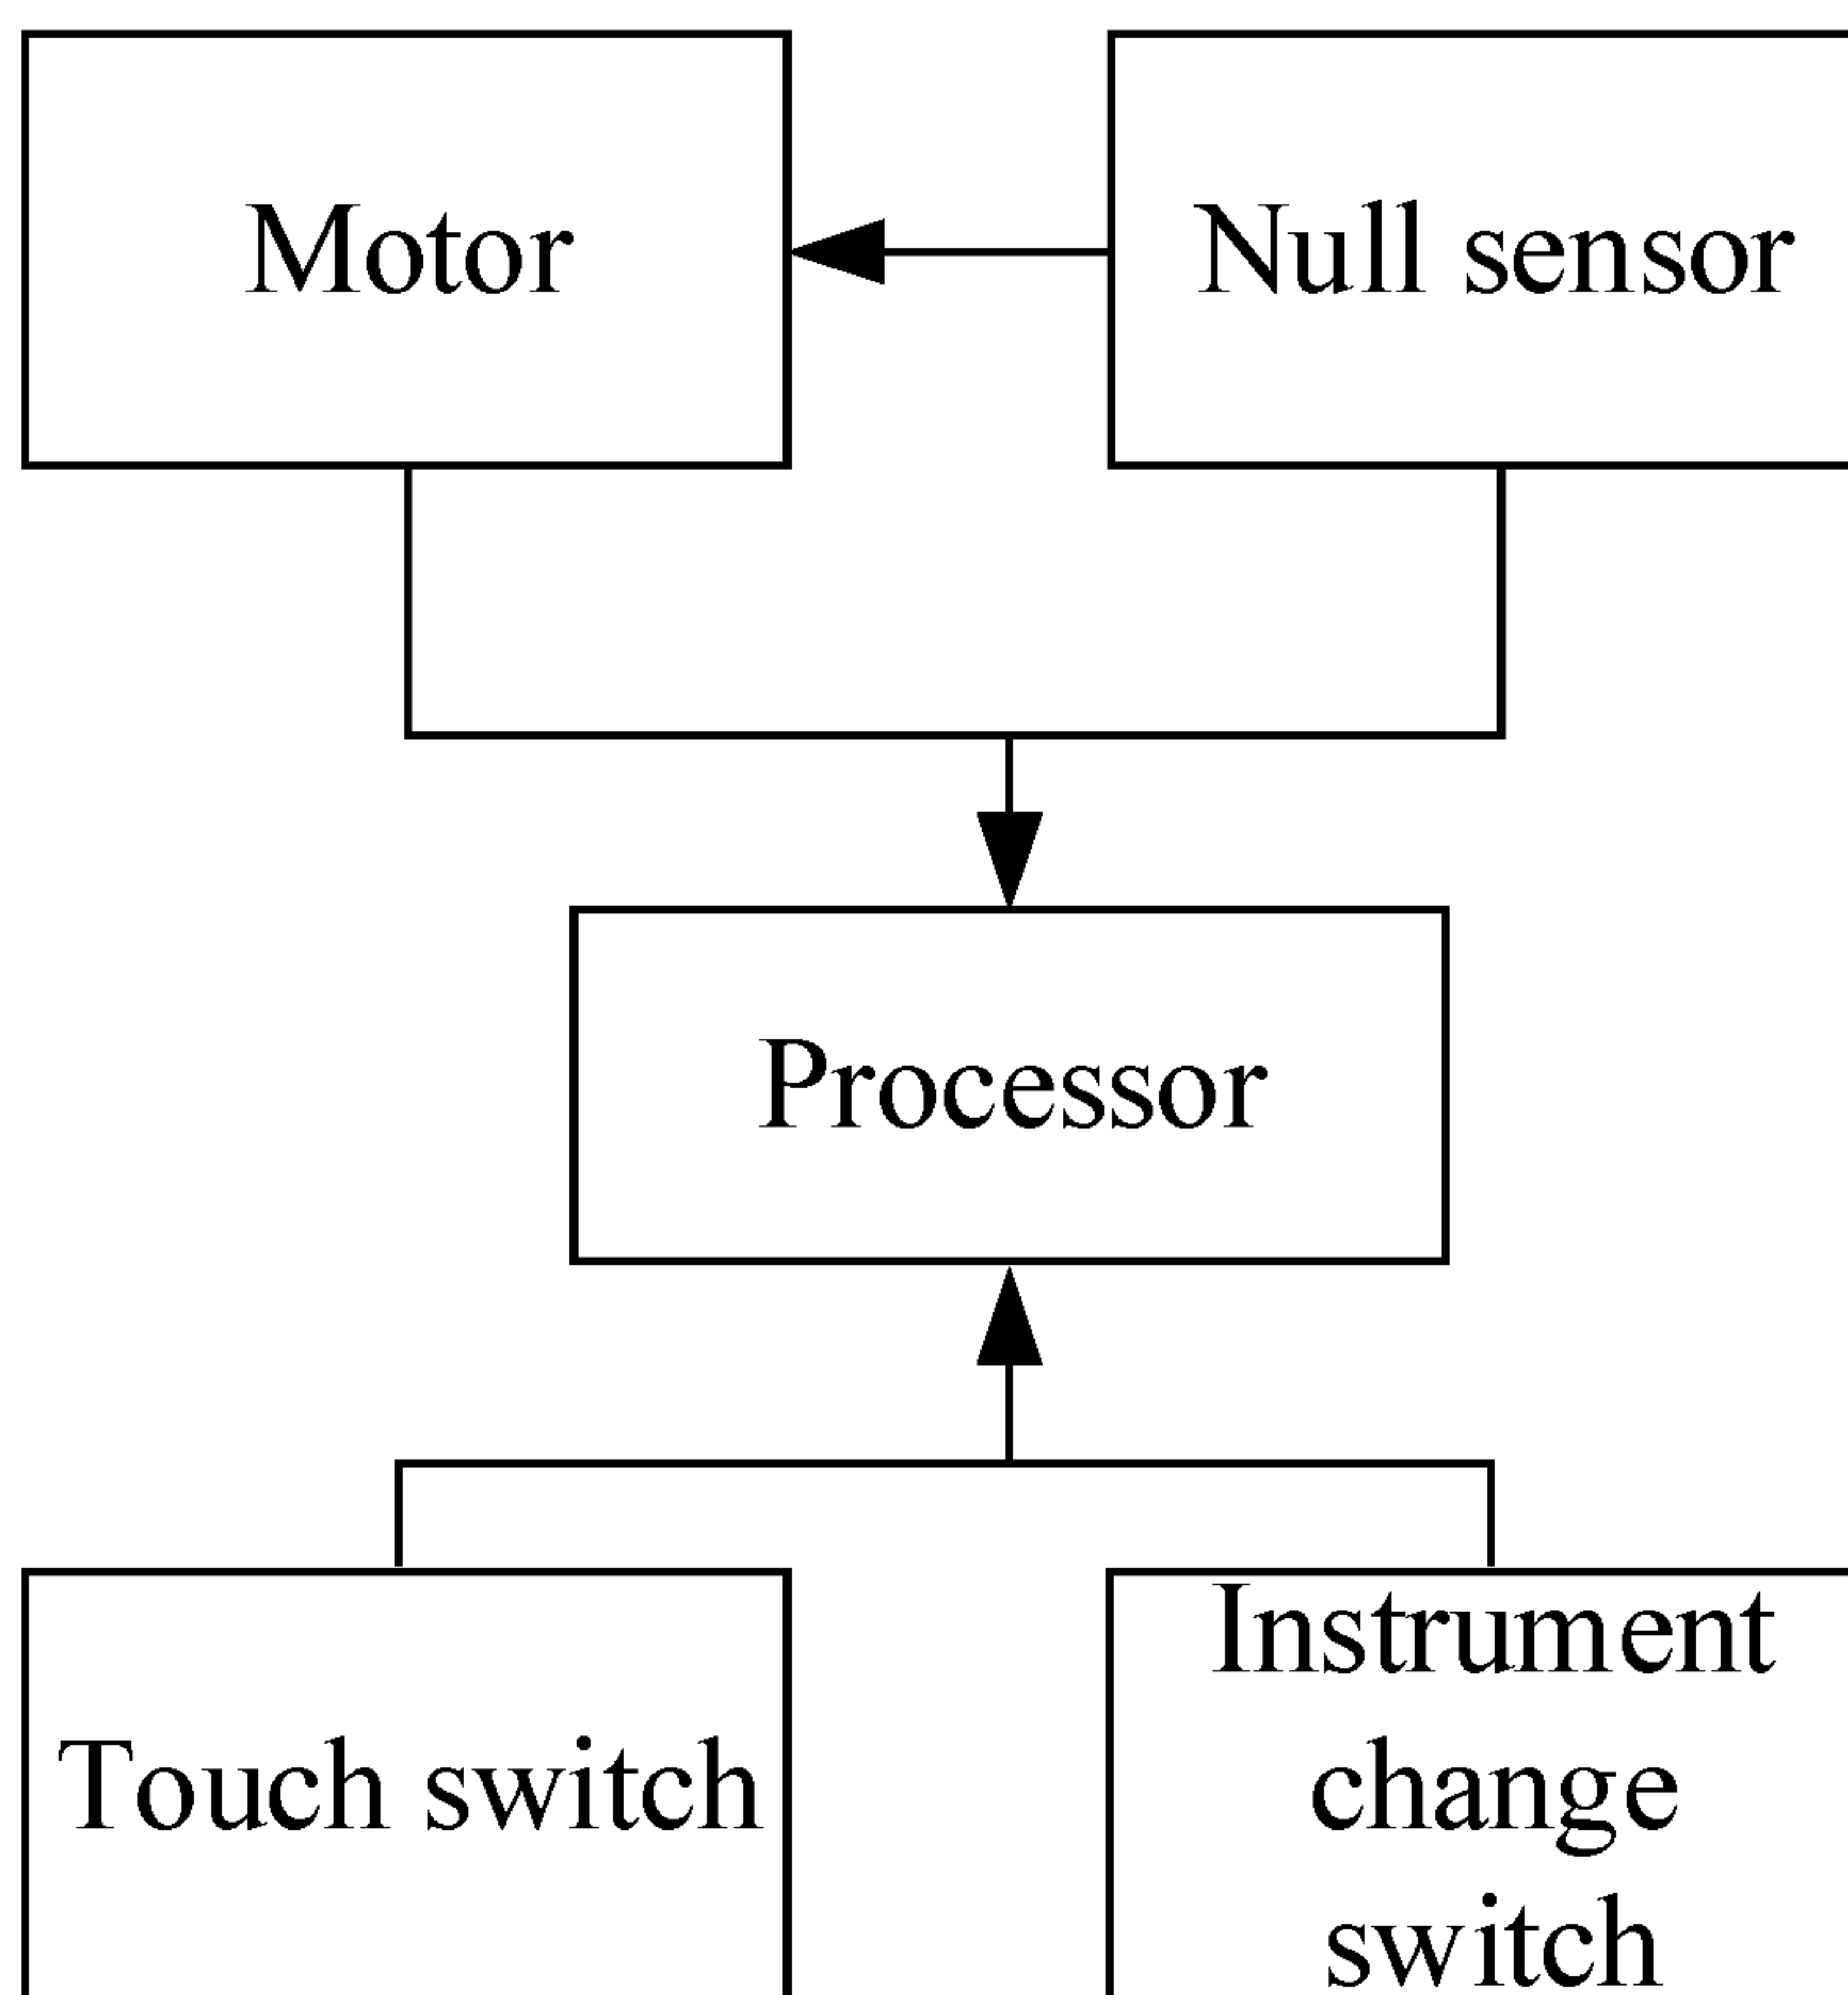 Motor
Null sensor
Processor
Touch switch
Instrument
change
switch